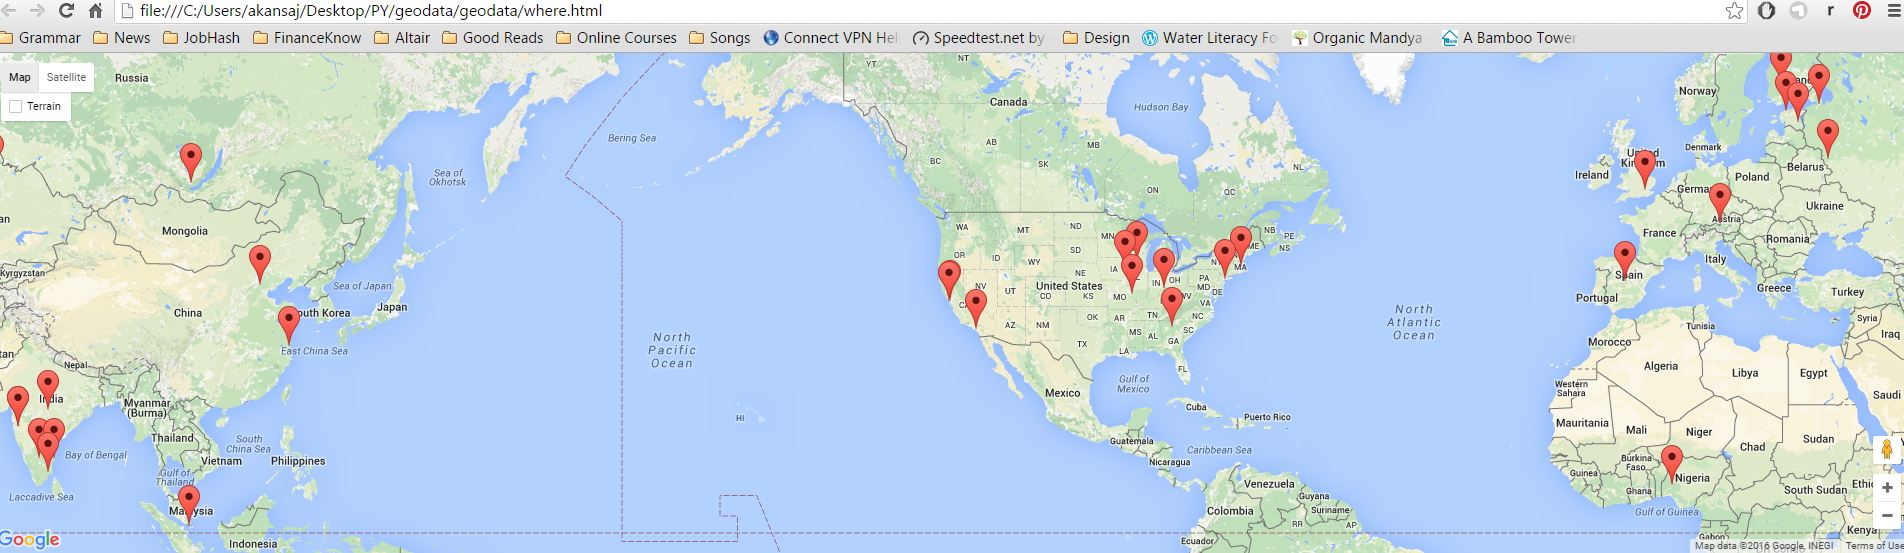 file:///C:/Users/akansaj/Desktop/PY/geodata/geodata/where.html
Grammar News JobHash FinanceKnow Altair Good Reads Online Courses Songs Connect VPN Hel Speedtest.net by Design Water Literacy Fo Organic Mandya A Bamboo Tower
Map Satellite
Terrain
Russia
Mongolia
Kyrgyzstan
China
South Korea
Japan
Sea of Japan
Sea of Okhotsk
Bering Sea
East China Sea
Nepal
India
Myanmar (Burma)
Thailand
Vietnam
Philippines
Bay of Bengal
South China Sea
Gulf of Thailand
Laccadive Sea
Malaysia
Indonesia
Google
North Pacific Ocean
HI
YT
NT
NU
Canada
Hudson Bay
BC
AB
SK
MB
ON
QC
NL
NB
PE
NS
WA
MT
ND
MN
OR
ID
WY
SD
IA
NE
NV
UT
CO
KS
MO
IN
OH
ME
MA
PA
MD
DE
WV
VA
United States
AZ
NM
OK
AR
TN
NC
SC
MS
AL
GA
TX
LA
FL
Gulf of Mexico
Mexico
Cuba
Puerto Rico
Guatemala
Caribbean Sea
Nicaragua
Venezuela
Guyana
Suriname
Colombia
Ecuador
RR
AP
North Atlantic Ocean
Norway
United Kingdom
Ireland
Denmark
Belarus
Poland
Germany
Ukraine
Austria
France
Romania
Italy
Spain
Portugal
Greece
Turkey
Syria
Iraq
Tunisia
Morocco
Algeria
Libya
Egypt
Saudi
Western Sahara
Mauritania
Mali
Niger
Chad
Sudan
Burkina Faso
Guinea
Ghana
Nigeria
South Sudan
Gulf of Guinea
Gabon
Kenya
Map data ©2016 Google, INEGI Terms of Use